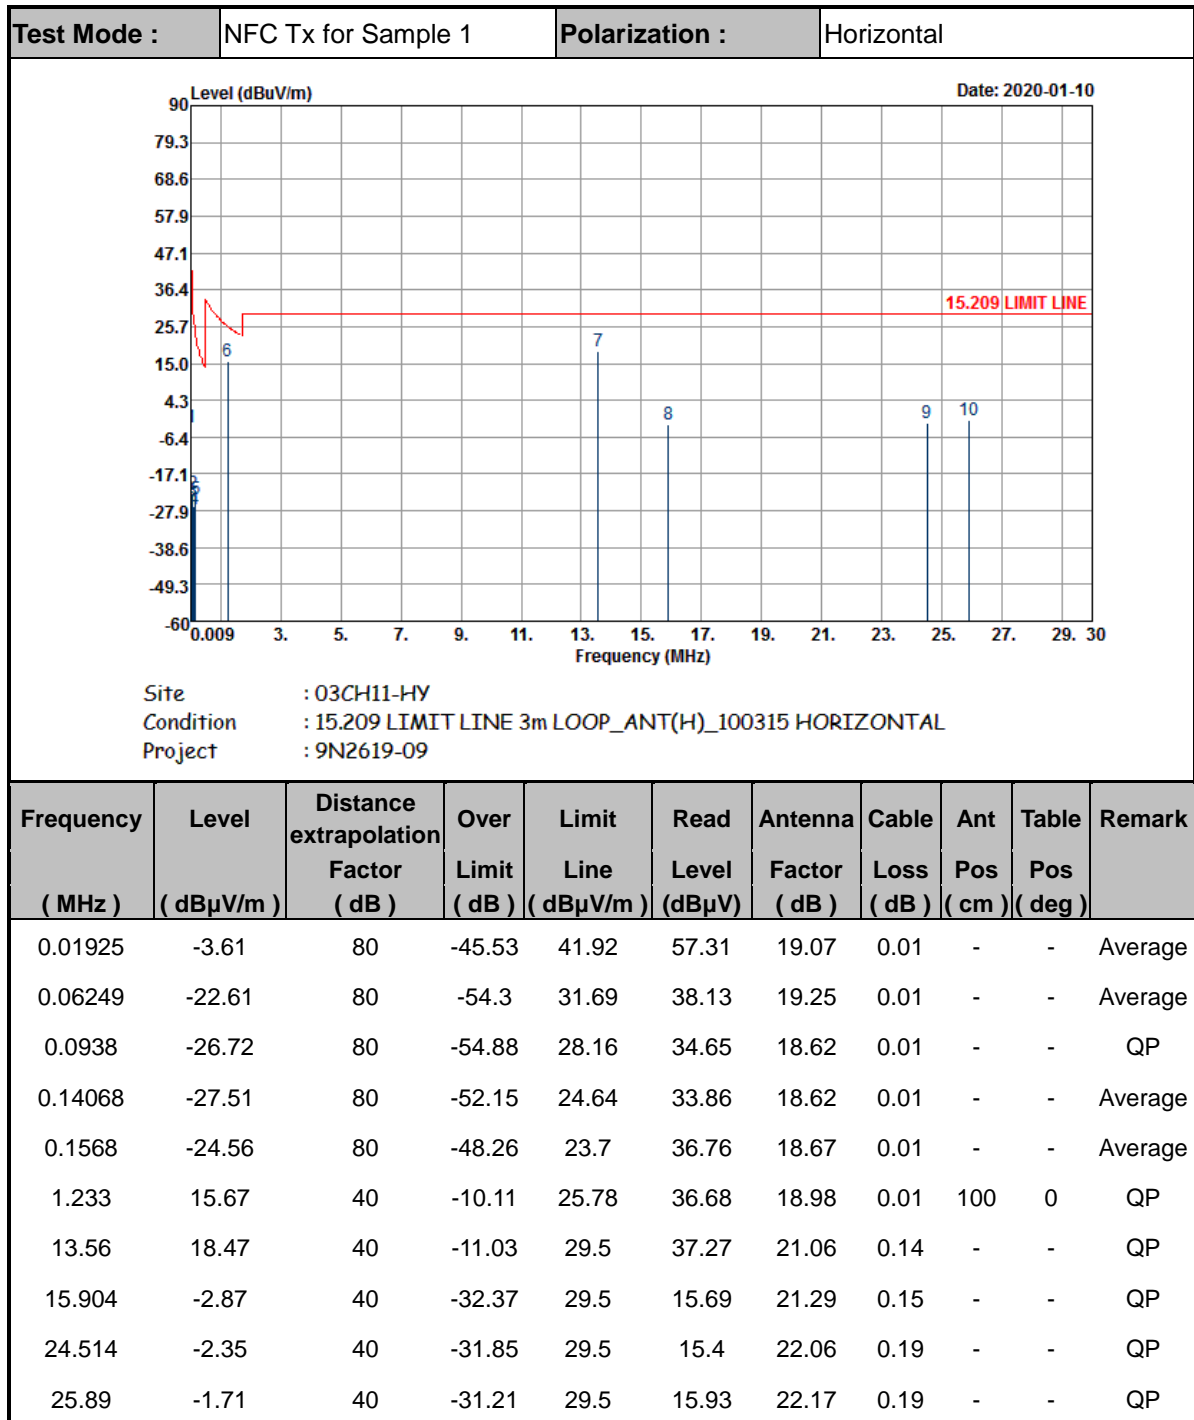 Test Mode : NFC Tx for Sample 1 Polarization : Horizontal
Level (dBuV/m) Date: 2020-01-10
90
79.3
68.6
57.9
47.1
36.4
15.209 LIMIT LINE
25.7
6 7
15.0
4.3
8 9 10
-6.4
-17.1
-27.9
-38.6
-49.3
-60
0.009 3. 5. 7. 9. 11. 13. 15. 17. 19. 21. 23. 25. 27. 29. 30
Frequency (MHz)
Site : 03CH11-HY
Condition : 15.209 LIMIT LINE 3m LOOP_ANT(H)_100315 HORIZONTAL
Project : 9N2619-09
Frequency Level Distance extrapolation Over Limit Read Antenna Cable Ant Table Remark
Factor Limit Line Level Factor Loss Pos Pos
( MHz ) ( dBµV/m ) ( dB ) ( dB ) ( dBµV/m ) (dBµV) ( dB ) ( dB ) ( cm ) ( deg )
0.01925 -3.61 80 -45.53 41.92 57.31 19.07 0.01 - - Average
0.06249 -22.61 80 -54.3 31.69 38.13 19.25 0.01 - - Average
0.0938 -26.72 80 -54.88 28.16 34.65 18.62 0.01 - - QP
0.14068 -27.51 80 -52.15 24.64 33.86 18.62 0.01 - - Average
0.1568 -24.56 80 -48.26 23.7 36.76 18.67 0.01 - - Average
1.233 15.67 40 -10.11 25.78 36.68 18.98 0.01 100 0 QP
13.56 18.47 40 -11.03 29.5 37.27 21.06 0.14 - - QP
15.904 -2.87 40 -32.37 29.5 15.69 21.29 0.15 - - QP
24.514 -2.35 40 -31.85 29.5 15.4 22.06 0.19 - - QP
25.89 -1.71 40 -31.21 29.5 15.93 22.17 0.19 - - QP